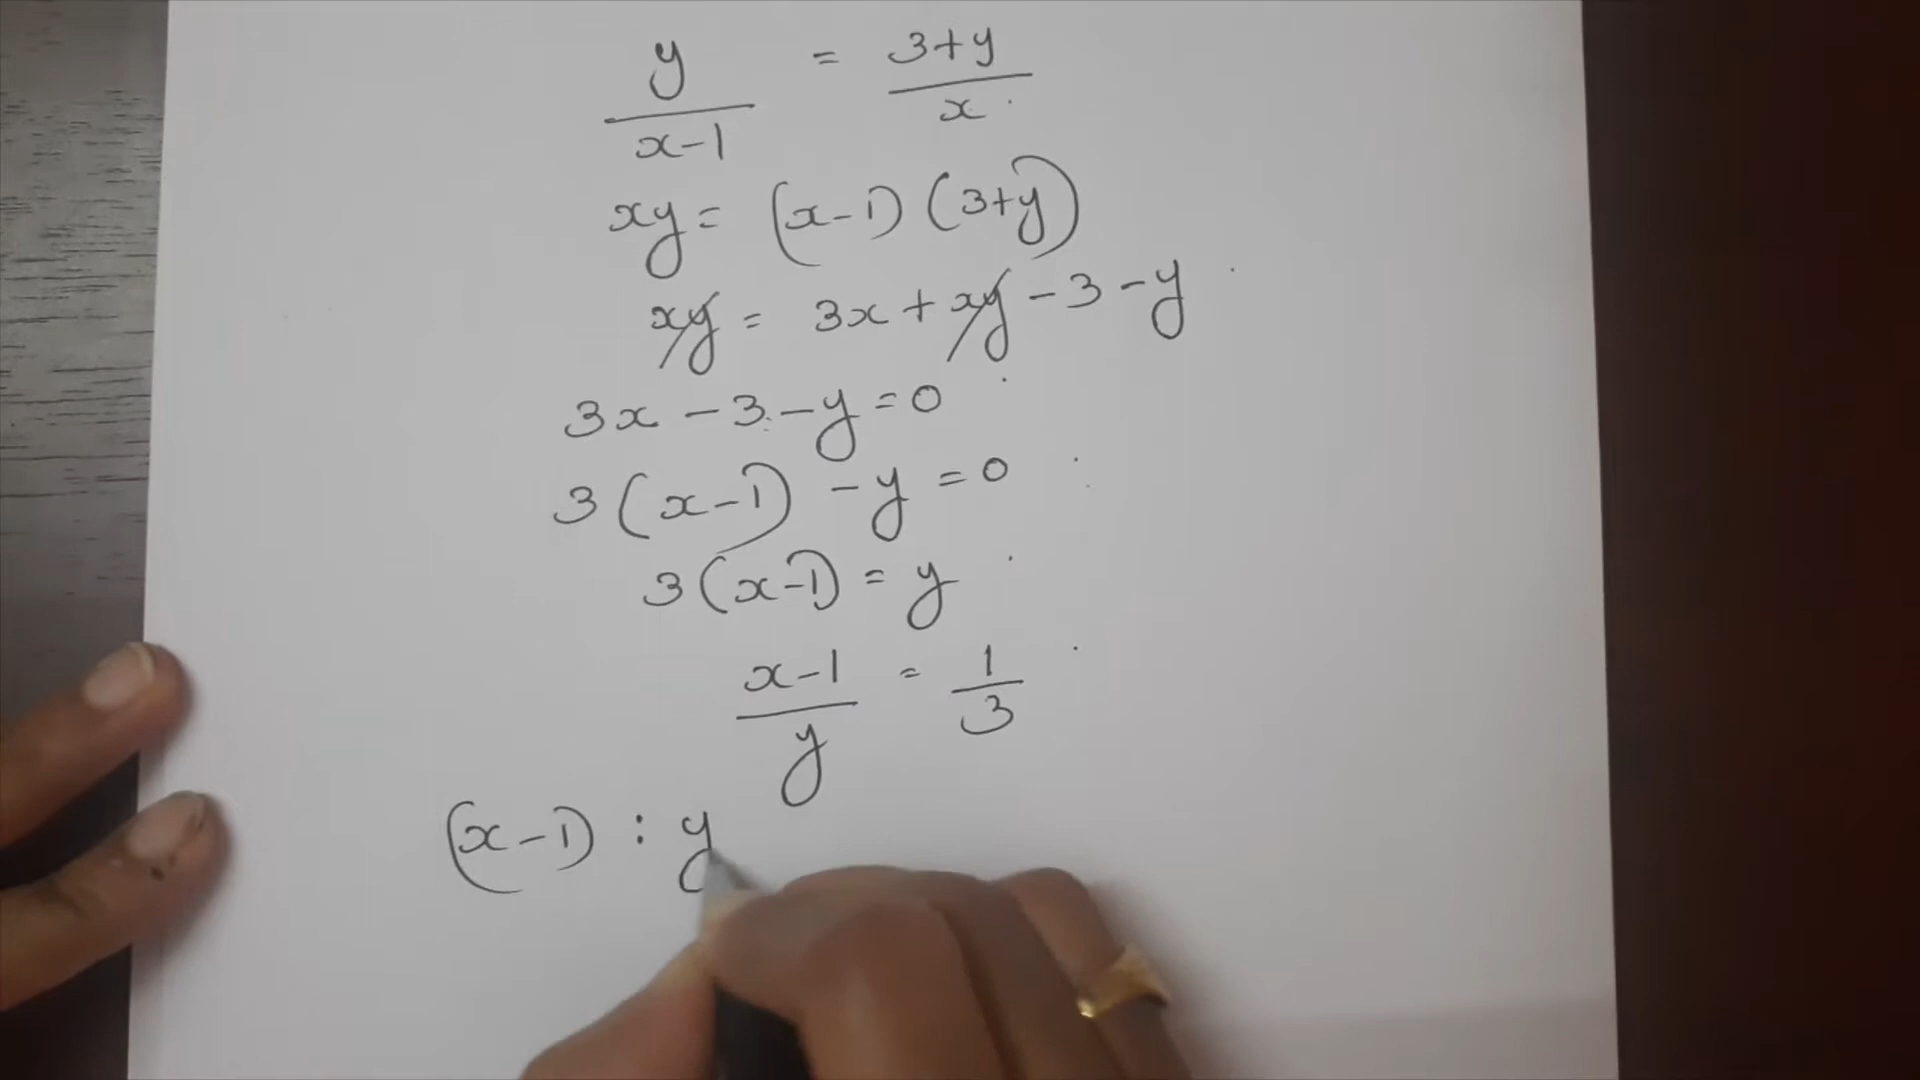 y/(x-1) = (3+y)/x
xy = (x-1) (3+y)
xy = 3x + xy - 3 - y
3x - 3 - y = 0
3(x-1) - y = 0
3(x-1) = y
(x-1)/y = 1/3
(x-1) : y